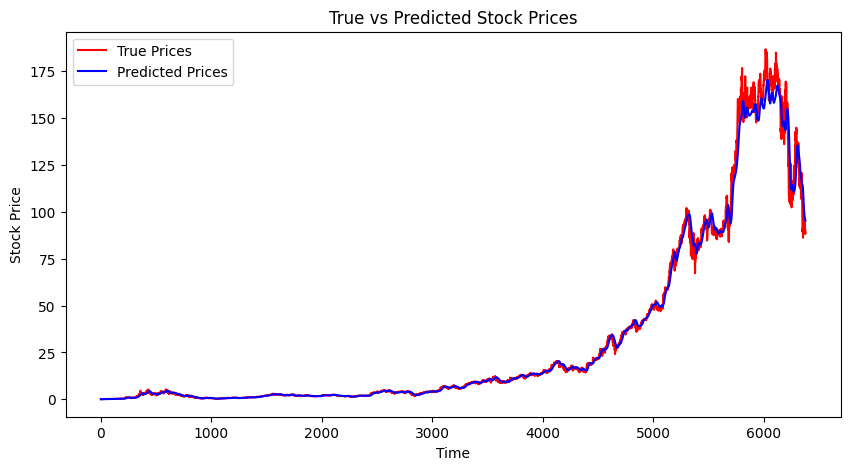 True vs Predicted Stock Prices
True Prices
Predicted Prices
175
150
125
100
75
50
25
0
Stock Price
0 1000 2000 3000 4000 5000 6000
Time